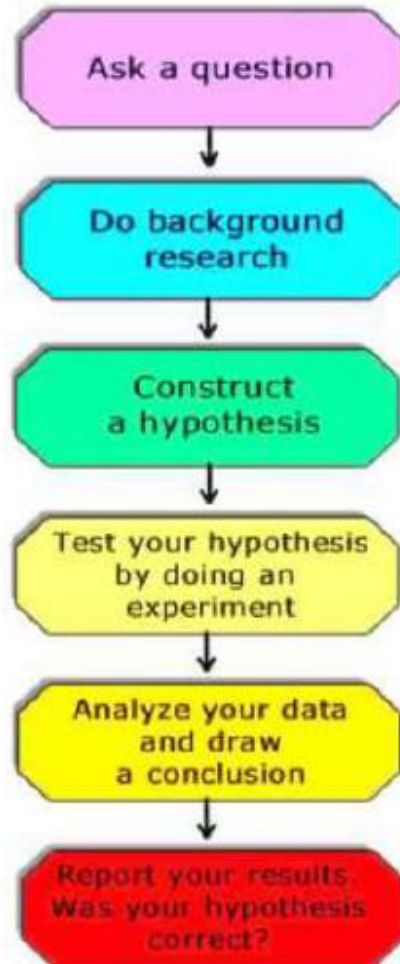 Ask a question
Do background
research
Construct
a hypothesis
Test your hypothesis
by doing an
experiment
Analyze your data
and draw
a conclusion
Report your results.
Was your hypothesis
correct?